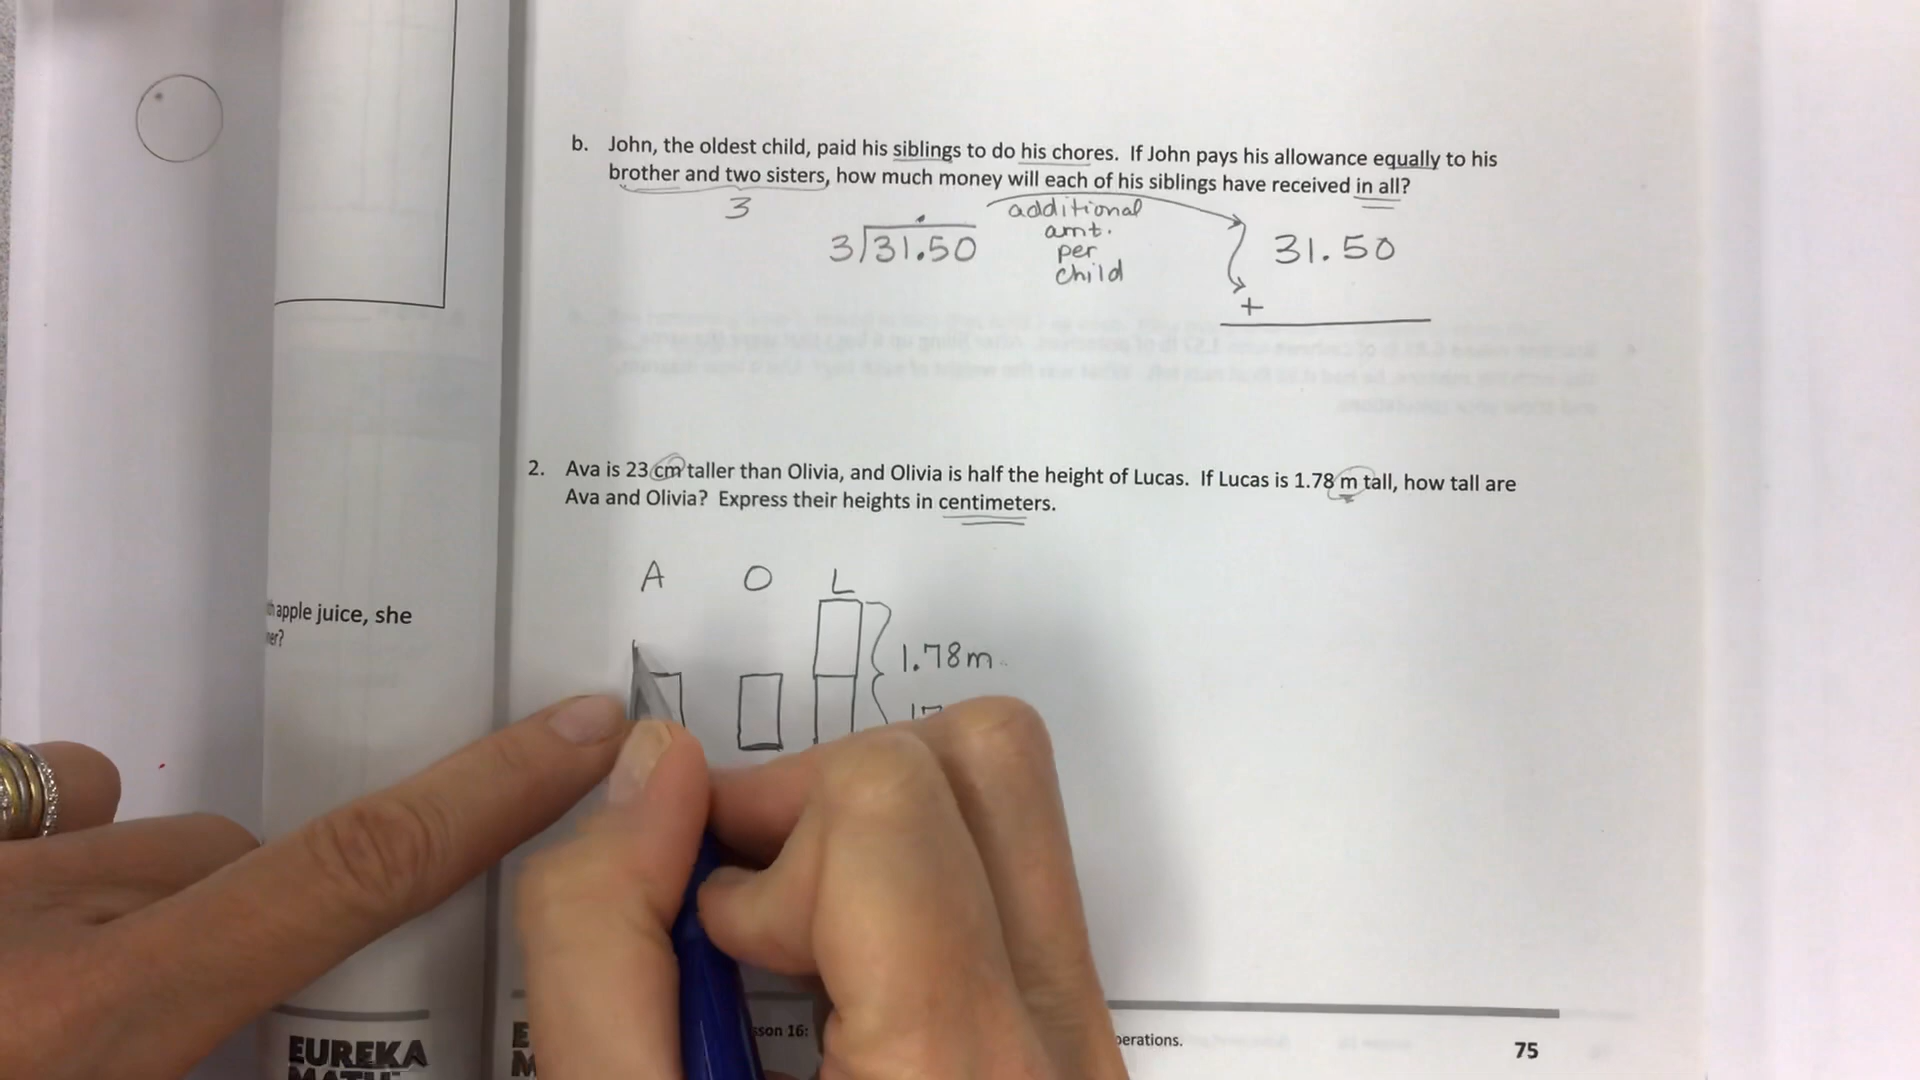 b. John, the oldest child, paid his siblings to do his chores. If John pays his allowance equally to his
brother and two sisters, how much money will each of his siblings have received in all?
3
3)31.50
additional
amt.
per
child
31.50
+
2. Ava is 23 cm taller than Olivia, and Olivia is half the height of Lucas. If Lucas is 1.78 m tall, how tall are
Ava and Olivia? Express their heights in centimeters.
A O L
1.78m
apple juice, she
EUREKA
sson 16:
perations.
75